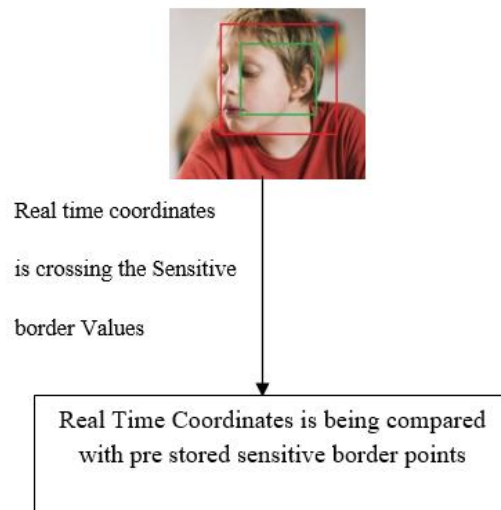 Real time coordinates
is crossing the Sensitive
border Values
Real Time Coordinates is being compared
with pre stored sensitive border points